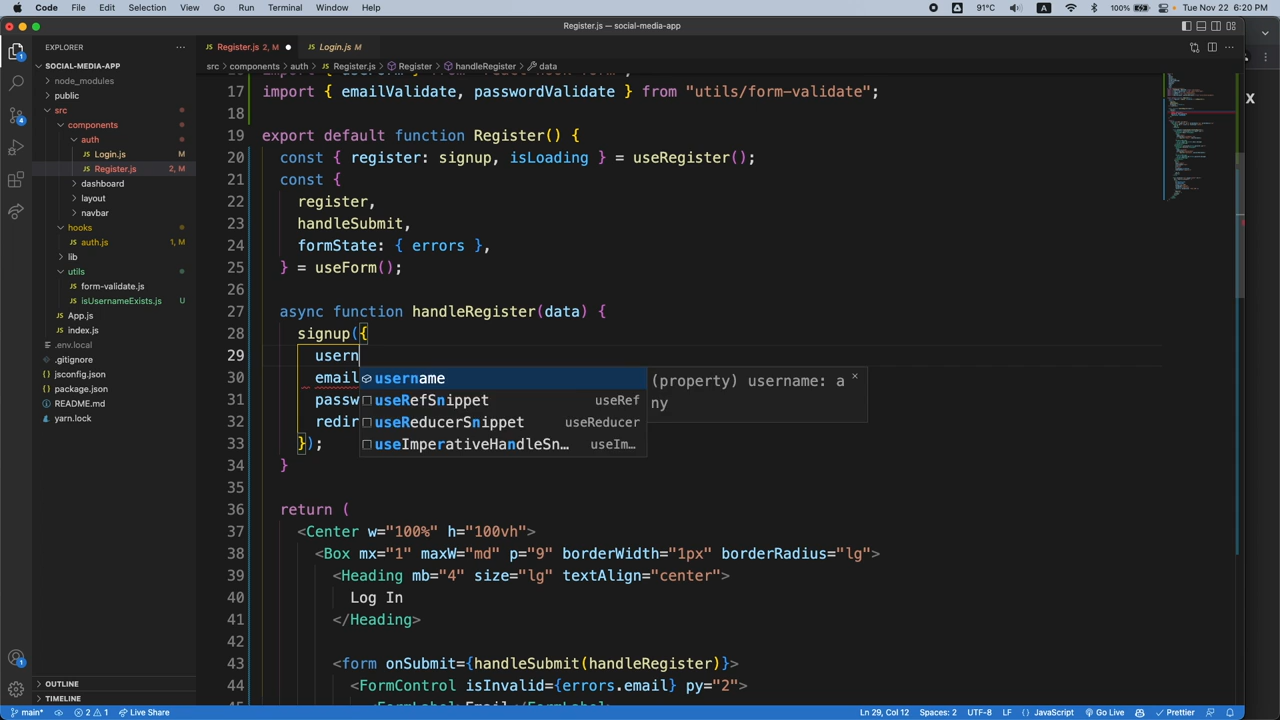 Code File Edit Selection View Go Run Terminal Window Help
91°C A 100% Tue Nov 22 6:20 PM
Register.js — social-media-app
EXPLORER
Register.js 2, M
Login.js M
src > components > auth > Register.js > Register > handleRegister > data
SOCIAL-MEDIA-APP
node_modules
public
src
components
auth
Login.js M
Register.js 2, M
dashboard
layout
navbar
hooks
auth.js 1, M
lib
utils
form-validate.js
isUsernameExists.js U
App.js
index.js
.env.local
.gitignore
jsconfig.json
package.json
README.md
yarn.lock
OUTLINE
TIMELINE
17 import { emailValidate, passwordValidate } from "utils/form-validate";
18
19 export default function Register() {
20 const { register: signup, isLoading } = useRegister();
21 const {
22 register,
23 handleSubmit,
24 formState: { errors },
25 } = useForm();
26
27 async function handleRegister(data) {
28 signup({
29 usern
30 email
31 passw
32 redir
33 });
34 }
35
36 return (
37 <Center w="100%" h="100vh">
38 <Box mx="1" maxW="md" p="9" borderWidth="1px" borderRadius="lg">
39 <Heading mb="4" size="lg" textAlign="center">
40 Log In
41 </Heading>
42
43 <form onSubmit={handleSubmit(handleRegister)}>
44 <FormControl isInvalid={errors.email} py="2">
username
useRefSnippet useRef
useReducerSnippet useReducer
useImperativeHandleSn… useIm…
(property) username: a
ny
main* 2 1 Live Share
Ln 29, Col 12 Spaces: 2 UTF-8 LF JavaScript Go Live Prettier